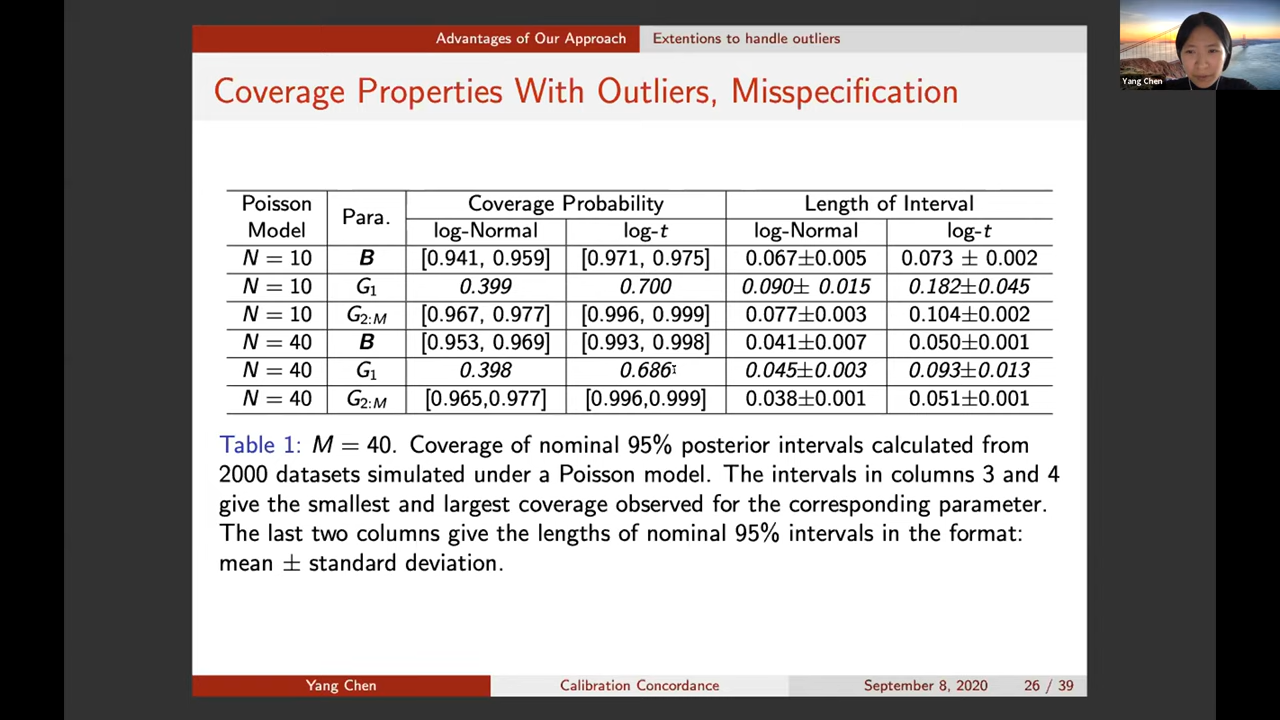 Advantages of Our Approach Extentions to handle outliers
Yang Chen
Coverage Properties With Outliers, Misspecification
Poisson Model Para. Coverage Probability Length of Interval
log-Normal log-t log-Normal log-t
N = 10 B [0.941, 0.959] [0.971, 0.975] 0.067±0.005 0.073 ± 0.002
N = 10 G1 0.399 0.700 0.090± 0.015 0.182±0.045
N = 10 G2:M [0.967, 0.977] [0.996, 0.999] 0.077±0.003 0.104±0.002
N = 40 B [0.953, 0.969] [0.993, 0.998] 0.041±0.007 0.050±0.001
N = 40 G1 0.398 0.686 0.045±0.003 0.093±0.013
N = 40 G2:M [0.965,0.977] [0.996,0.999] 0.038±0.001 0.051±0.001
Table 1: M = 40. Coverage of nominal 95% posterior intervals calculated from
2000 datasets simulated under a Poisson model. The intervals in columns 3 and 4
give the smallest and largest coverage observed for the corresponding parameter.
The last two columns give the lengths of nominal 95% intervals in the format:
mean ± standard deviation.
Yang Chen Calibration Concordance September 8, 2020 26 / 39